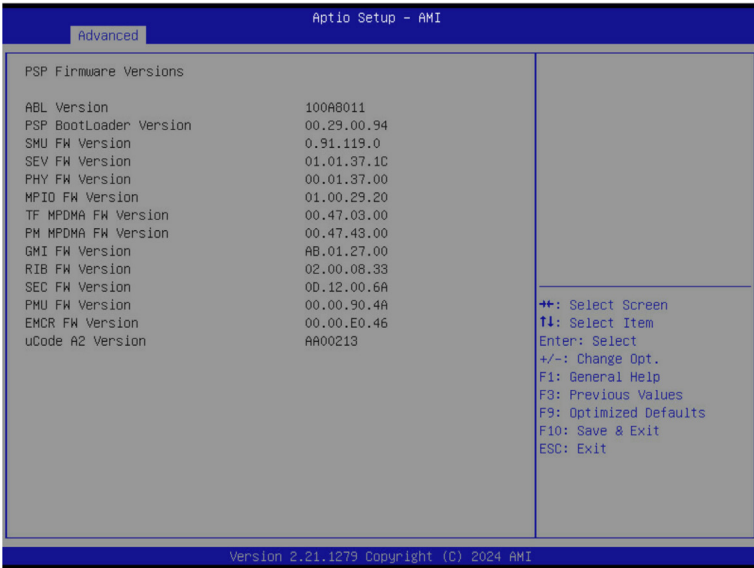 Aptio Setup – AMI
Advanced
PSP Firmware Versions
ABL Version 100A8011
PSP BootLoader Version 00.29.00.94
SMU FW Version 0.91.119.0
SEV FW Version 01.01.37.1C
PHY FW Version 00.01.37.00
MPIO FW Version 01.00.29.20
TF MPDMA FW Version 00.47.03.00
PM MPDMA FW Version 00.47.43.00
GMI FW Version AB.01.27.00
RIB FW Version 02.00.08.33
SEC FW Version 0D.12.00.6A
PMU FW Version 00.00.90.4A
EMCR FW Version 00.00.E0.46
uCode A2 Version AA00213
→←: Select Screen
↑↓: Select Item
Enter: Select
+/-: Change Opt.
F1: General Help
F3: Previous Values
F9: Optimized Defaults
F10: Save & Exit
ESC: Exit
Version 2.21.1279 Copyright (C) 2024 AMI